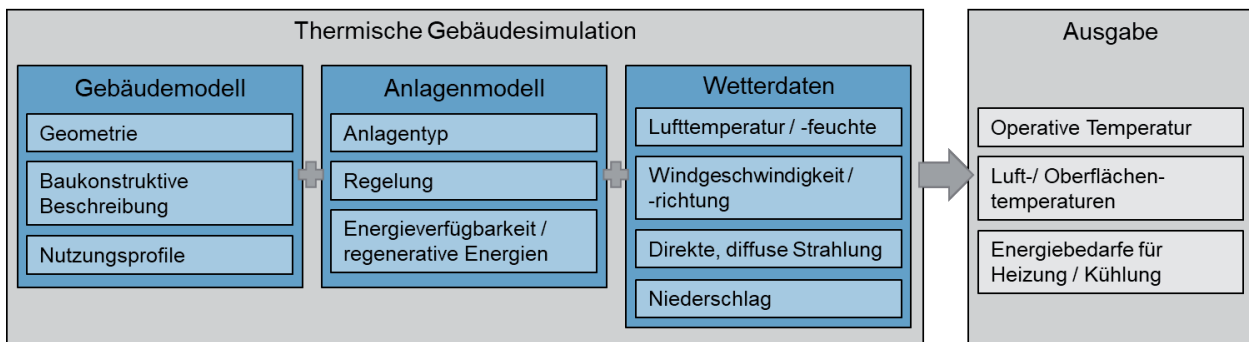 Thermische Gebäudesimulation
Gebäudemodell
Geometrie
Baukonstruktive
Beschreibung
Nutzungsprofile
Anlagenmodell
Anlagentyp
Regelung
Energieverfügbarkeit /
regenerative Energien
Wetterdaten
Lufttemperatur / -feuchte
Windgeschwindigkeit /
-richtung
Direkte, diffuse Strahlung
Niederschlag
Ausgabe
Operative Temperatur
Luft-/ Oberflächen-
temperaturen
Energiebedarfe für
Heizung / Kühlung